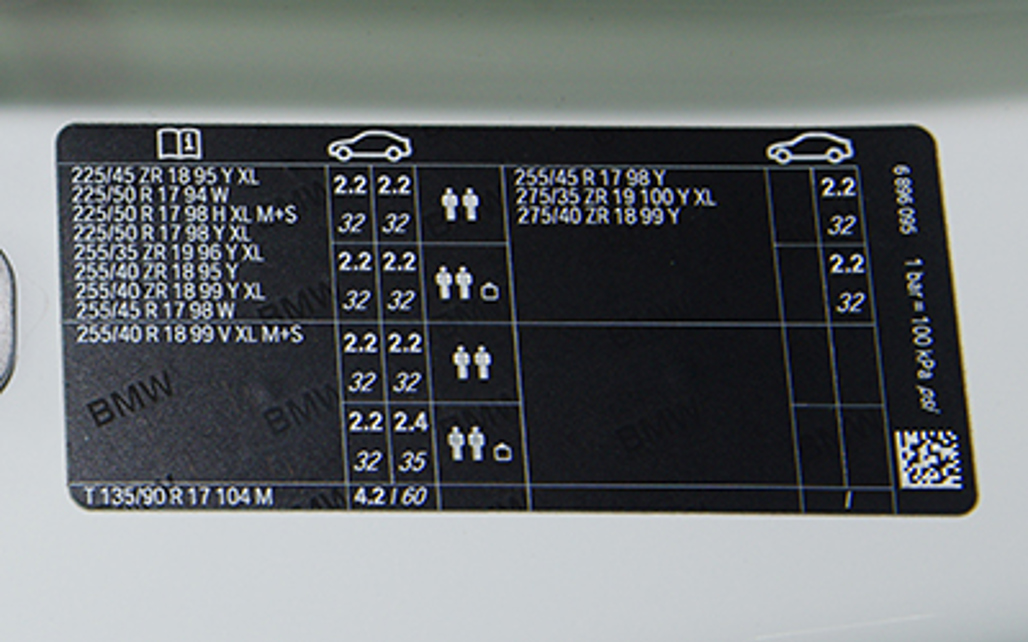 225/45 ZR 18 95 Y XL
225/50 R 17 94 W
225/50 R 17 98 H XL M+S
225/50 R 17 98 Y XL
255/35 ZR 19 96 Y XL
255/40 ZR 18 95 Y
255/40 ZR 18 99 Y XL
255/45 R 17 98 W
2.2 2.2
32 32
2.2 2.2
32 32
255/45 R 17 98 Y
275/35 ZR 19 100 Y XL
275/40 ZR 18 99 Y
2.2
32
2.2
32
255/40 R 18 99 V XL M+S
2.2 2.2
32 32
2.2 2.4
32 35
T 135/90 R 17 104 M
4.2 / 60
/
6 896 095 1 bar = 100 kPa psi
BMW
BMW
BMW